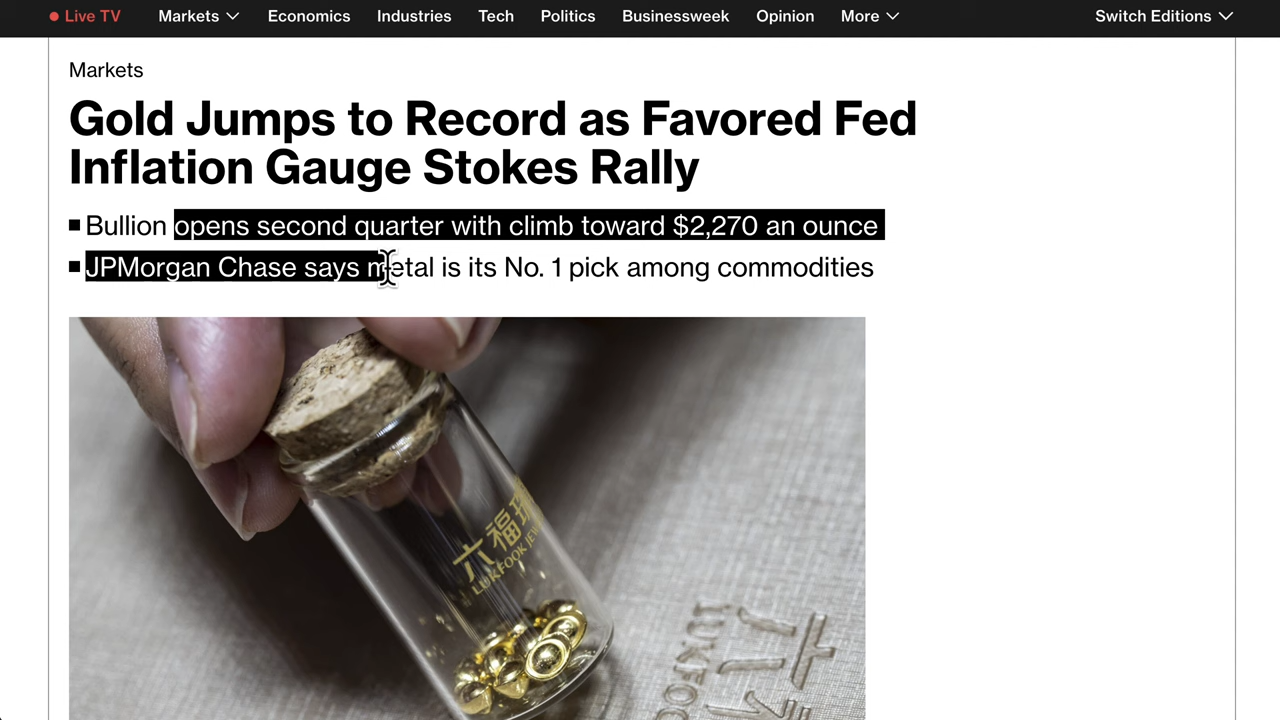 Live TV Markets Economics Industries Tech Politics Businessweek Opinion More Switch Editions
Markets
Gold Jumps to Record as Favored Fed
Inflation Gauge Stokes Rally
Bullion opens second quarter with climb toward $2,270 an ounce
JPMorgan Chase says metal is its No. 1 pick among commodities
六福
LUKFOOK